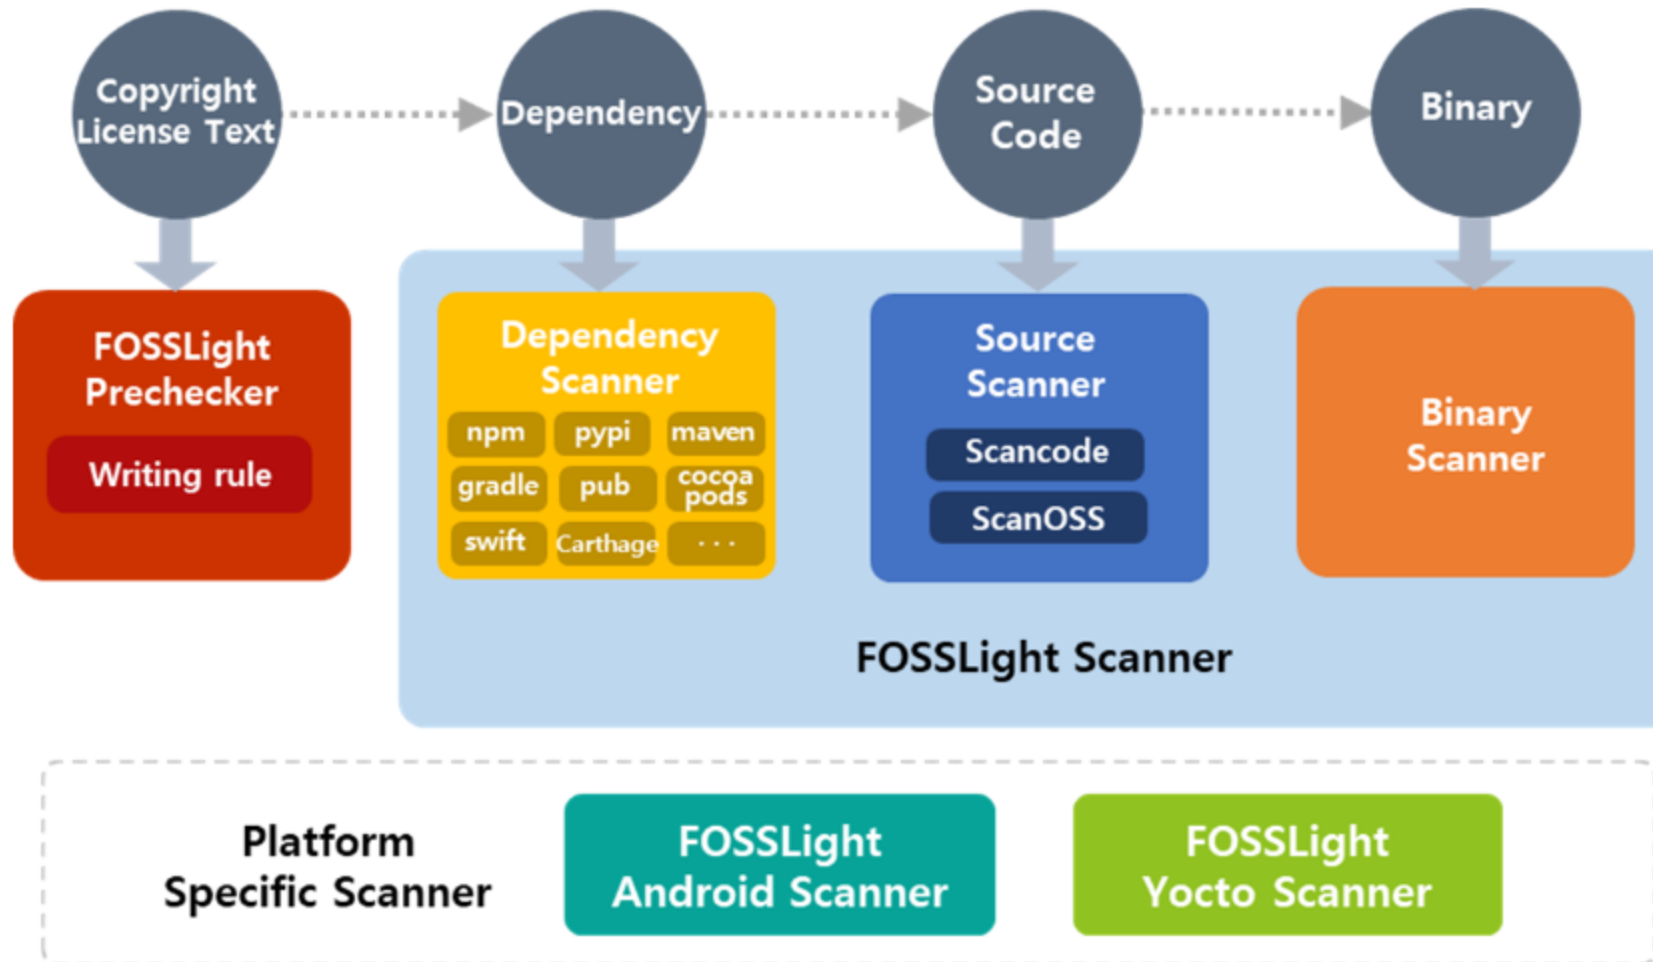 Copyright
License Text
Dependency
Source
Code
Binary
FOSSLight
Prechecker
Writing rule
Dependency
Scanner
npm
pypi
maven
gradle
pub
cocoa
pods
swift
Carthage
...
Source
Scanner
Scancode
ScanOSS
Binary
Scanner
FOSSLight Scanner
Platform
Specific Scanner
FOSSLight
Android Scanner
FOSSLight
Yocto Scanner